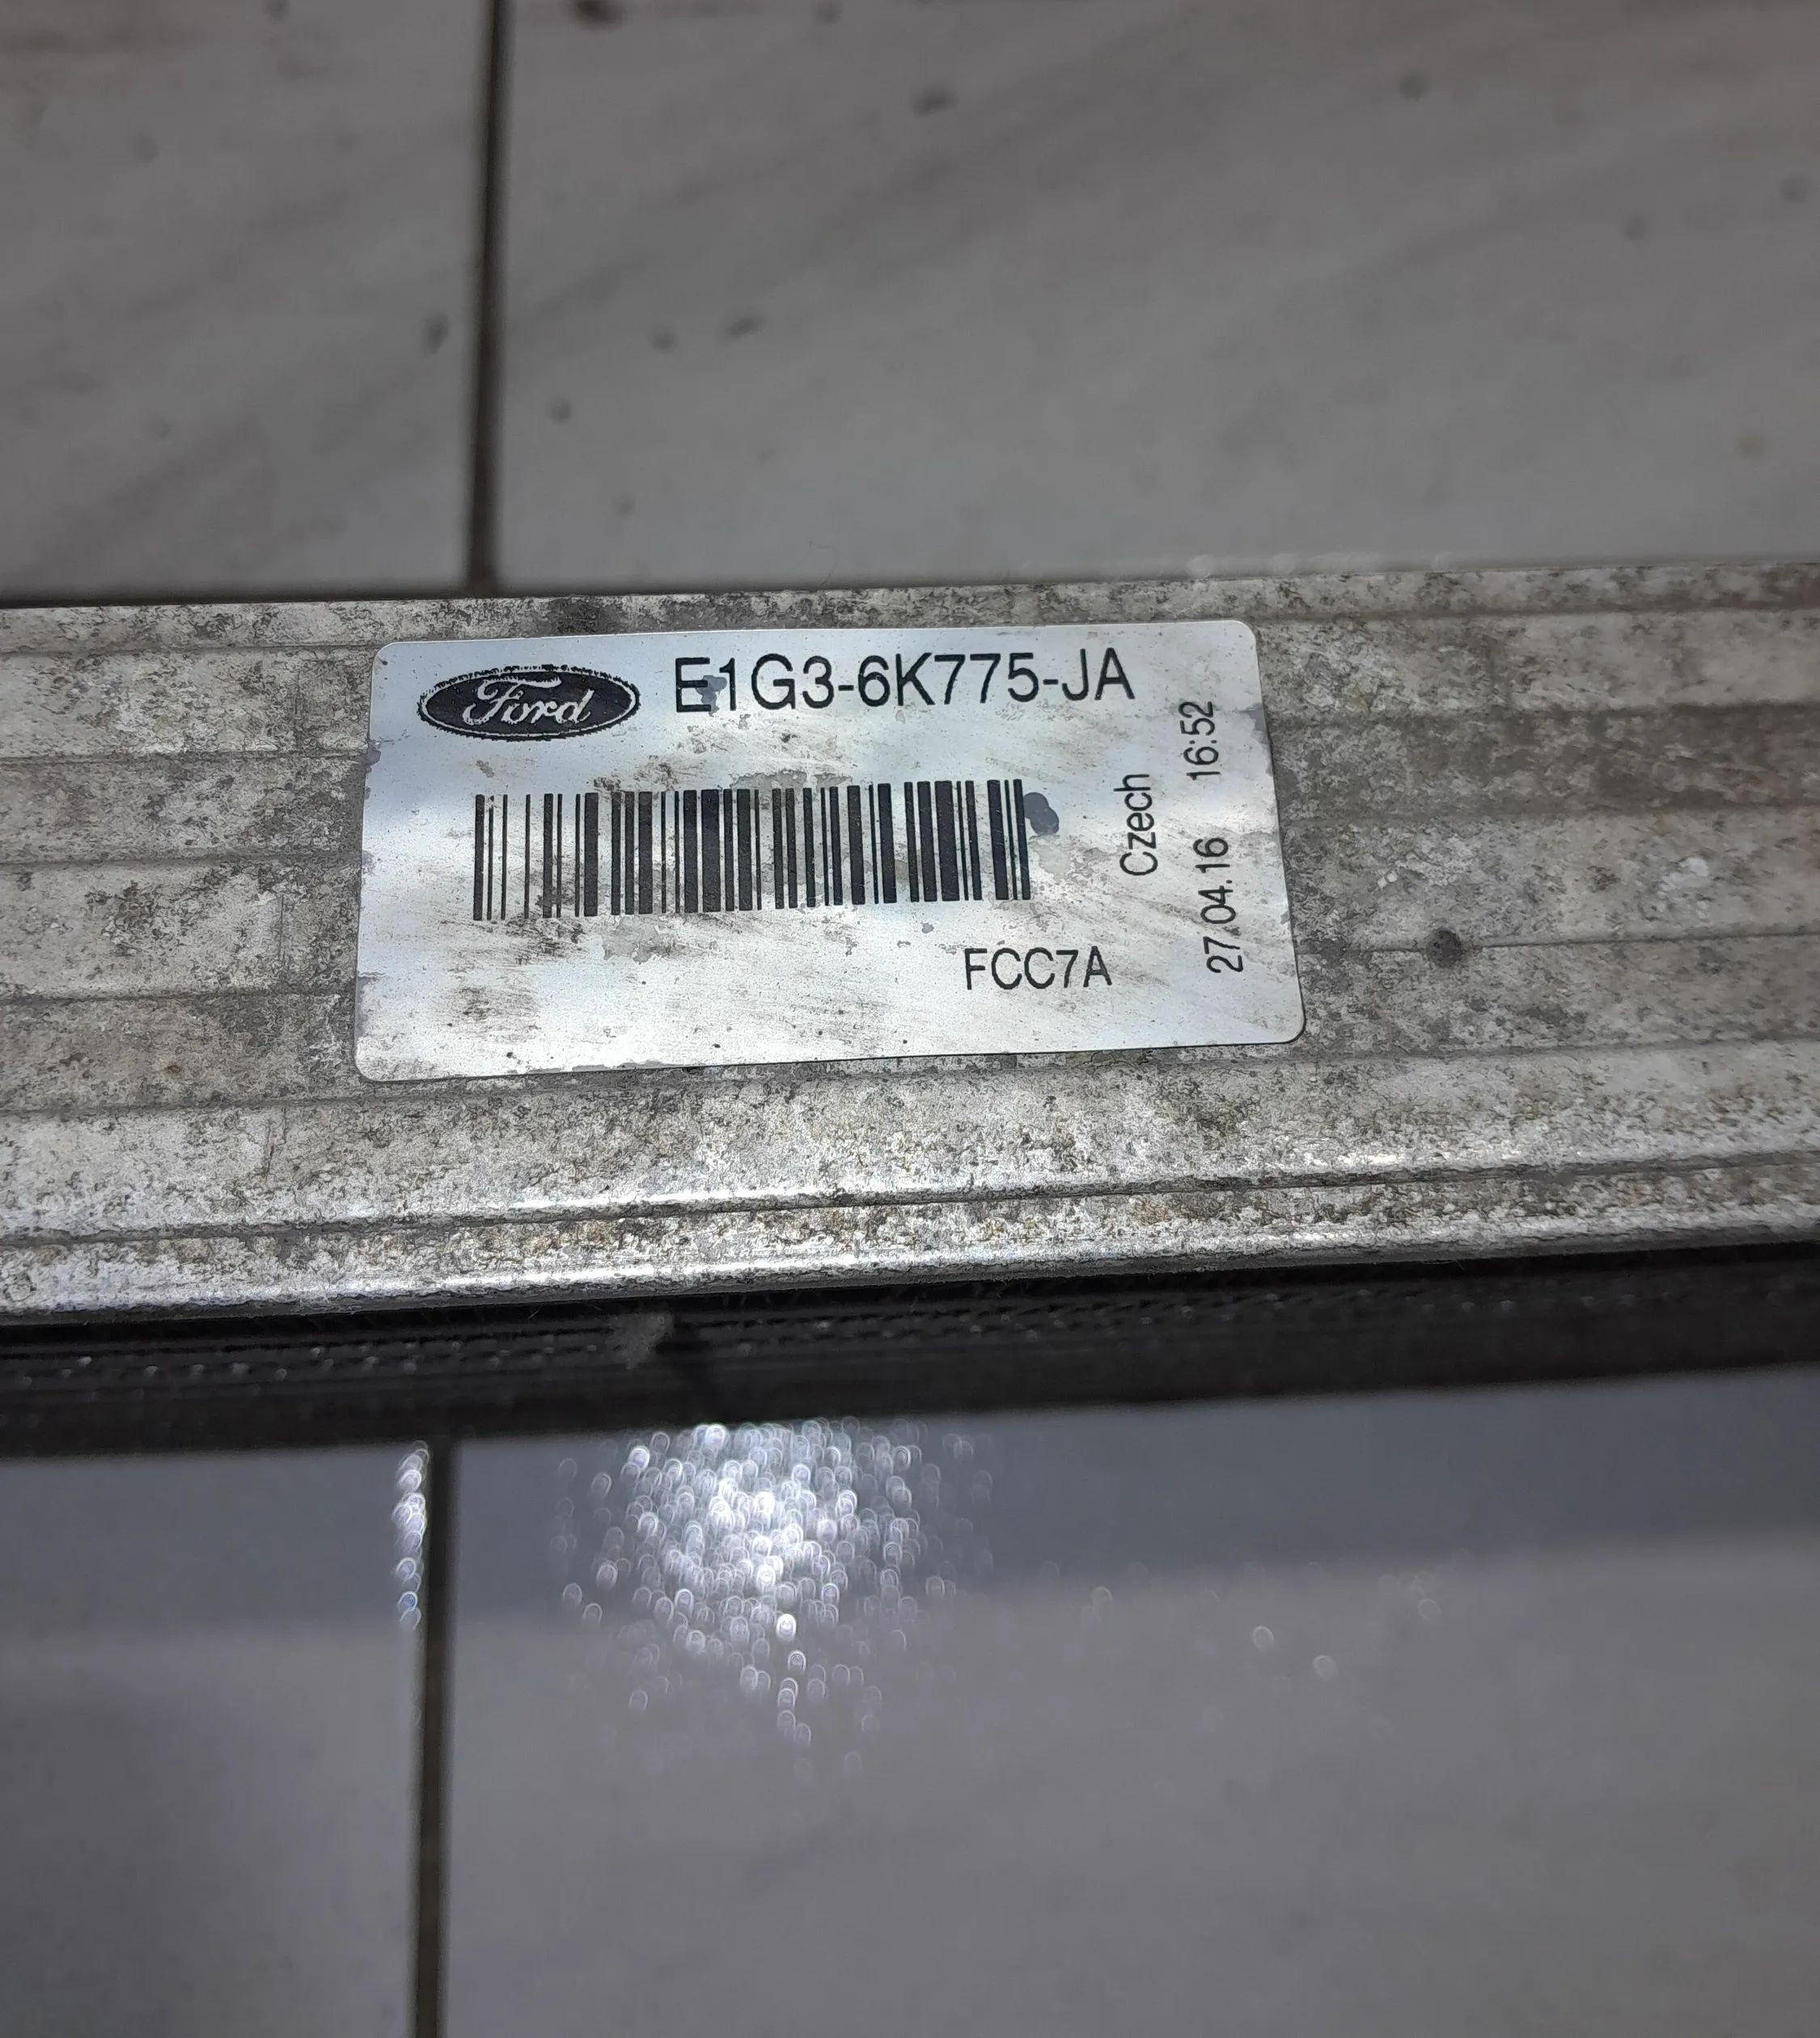 Ford
E1G3-6K775-JA
FCC7A
Czech
27.04.16 16:52